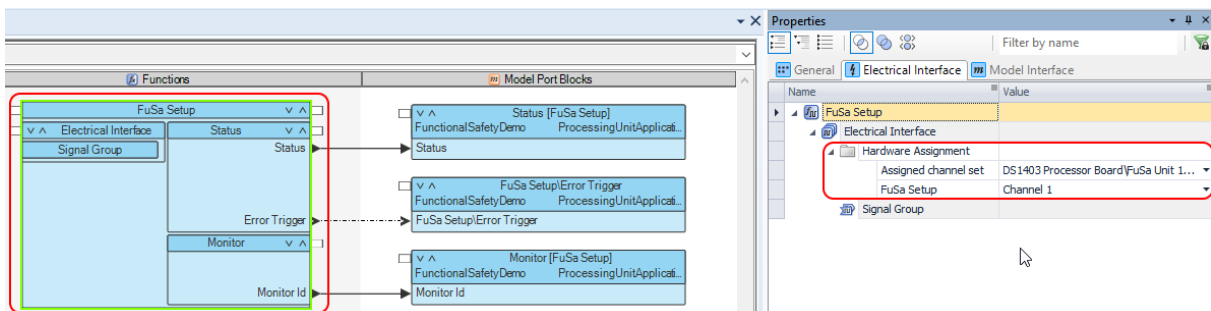 Properties
Filter by name
General Electrical Interface Model Interface
Name Value
FuSa Setup
Electrical Interface
Hardware Assignment
Assigned channel set DS1403 Processor Board\FuSa Unit 1...
FuSa Setup Channel 1
Signal Group
Functions Model Port Blocks
FuSa Setup
Electrical Interface
Signal Group
Status
Status
Error Trigger
Monitor
Monitor Id
Status [FuSa Setup]
FunctionalSafetyDemo ProcessingUnitApplicati...
Status
FuSa Setup\Error Trigger
FunctionalSafetyDemo ProcessingUnitApplicati...
FuSa Setup\Error Trigger
Monitor [FuSa Setup]
FunctionalSafetyDemo ProcessingUnitApplicati...
Monitor Id